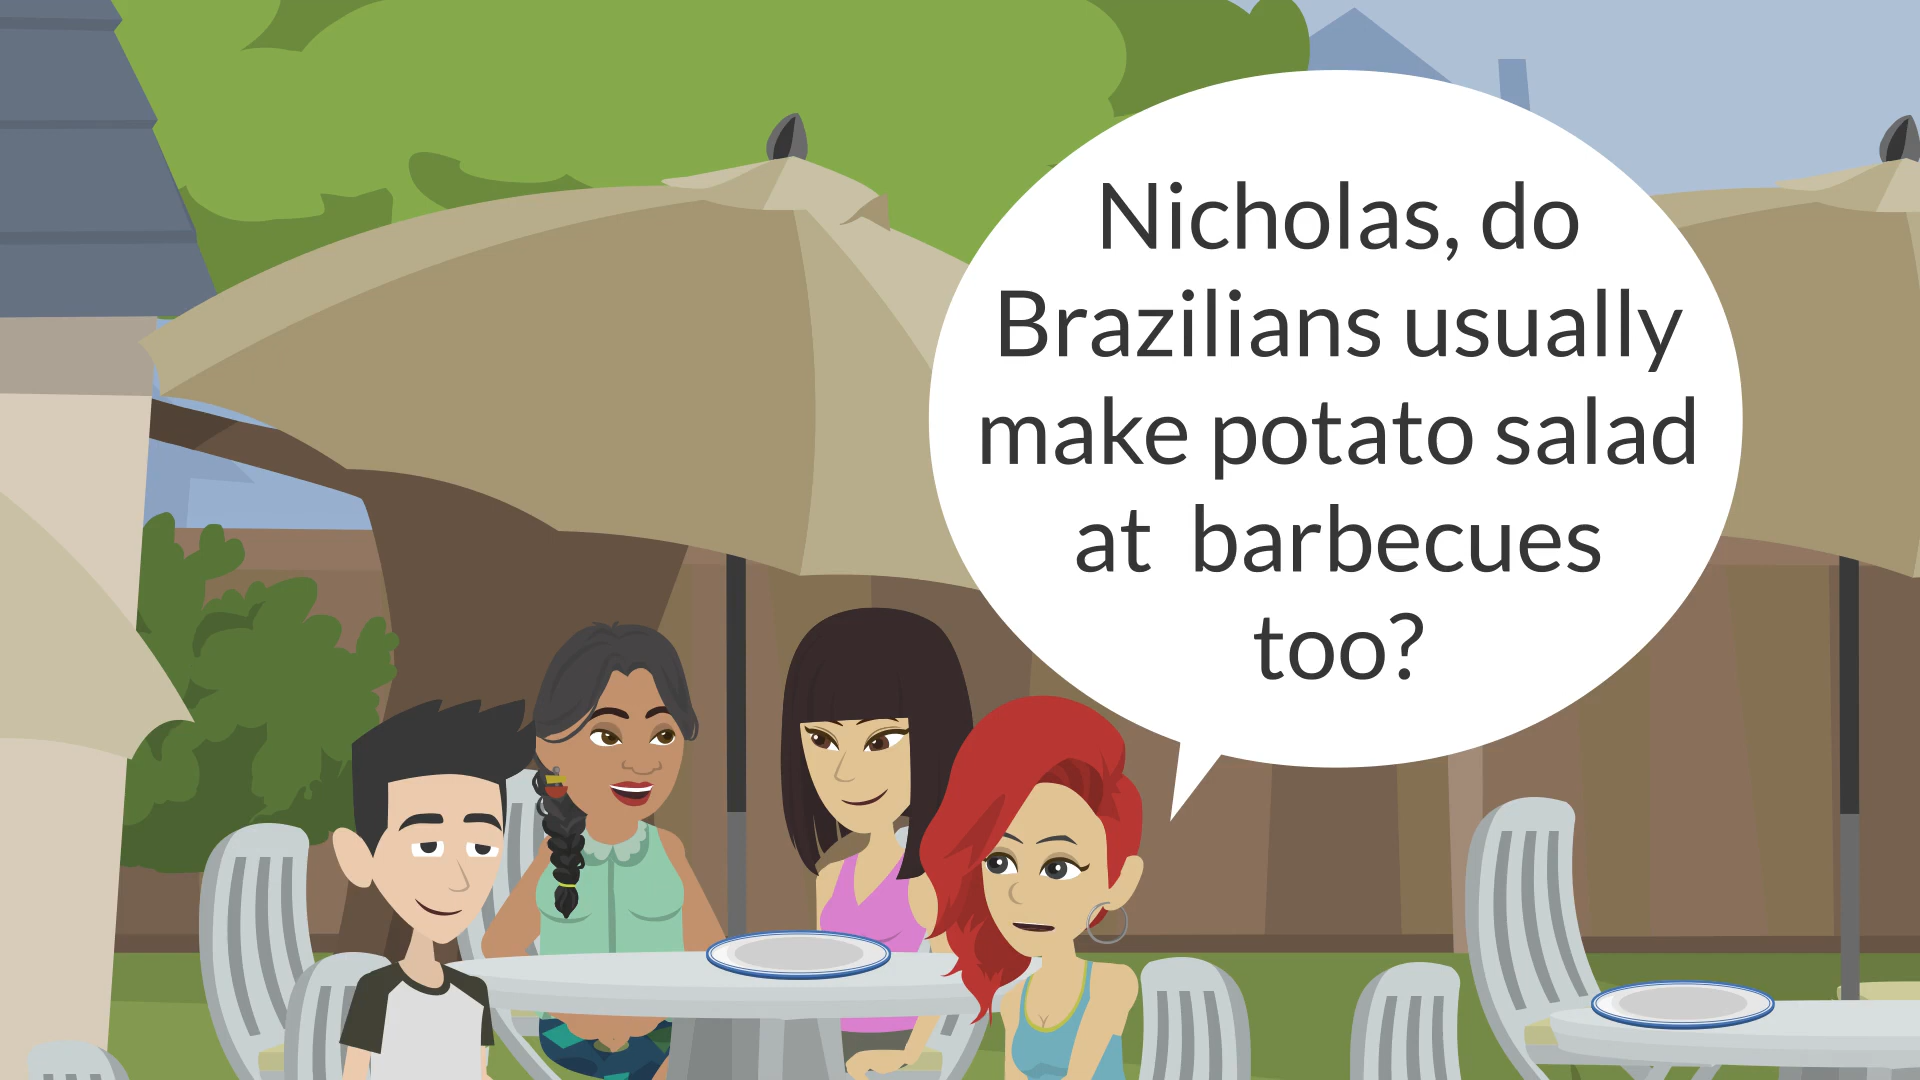 Nicholas, do
Brazilians usually
make potato salad
at  barbecues
too?